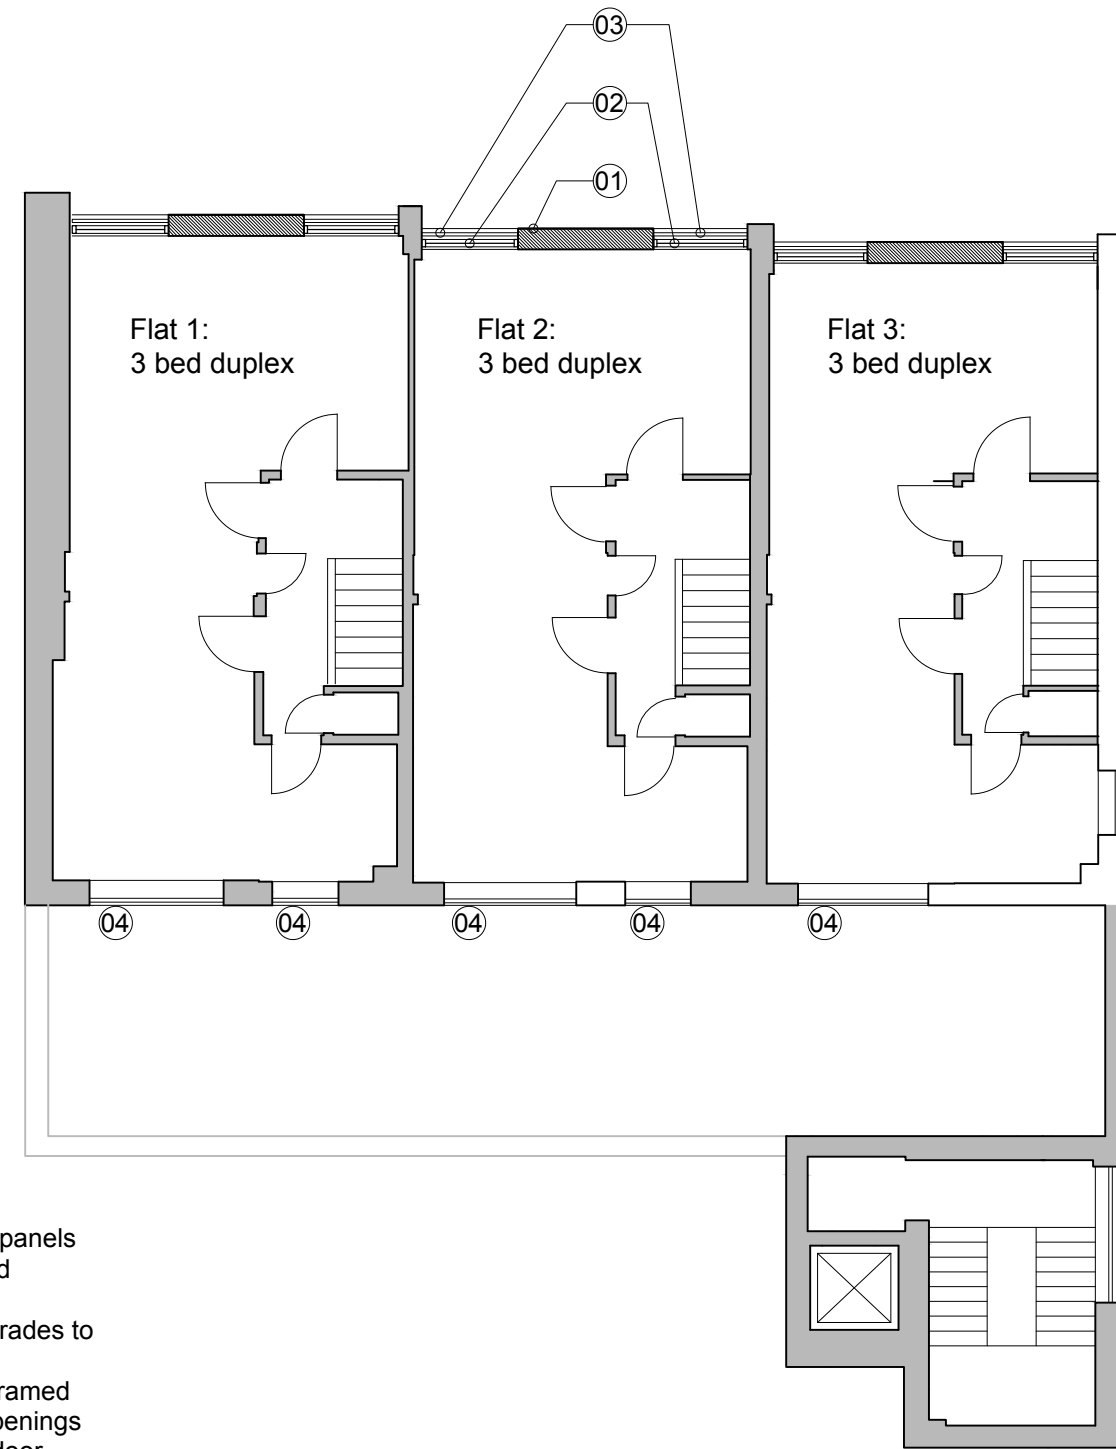 03
02
01
Flat 1:
3 bed duplex
Flat 2:
3 bed duplex
Flat 3:
3 bed duplex
04
04
04
04
04
panels
rades to
ramed
enings